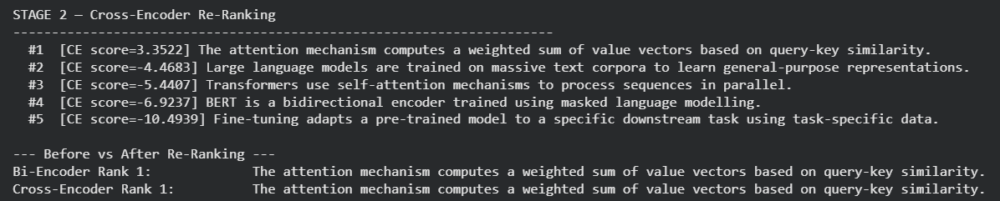 STAGE 2 — Cross-Encoder Re-Ranking
----------------------------------------------------------------------
#1 [CE score=3.3522] The attention mechanism computes a weighted sum of value vectors based on query-key similarity.
#2 [CE score=-4.4683] Large language models are trained on massive text corpora to learn general-purpose representations.
#3 [CE score=-5.4407] Transformers use self-attention mechanisms to process sequences in parallel.
#4 [CE score=-6.9237] BERT is a bidirectional encoder trained using masked language modelling.
#5 [CE score=-10.4939] Fine-tuning adapts a pre-trained model to a specific downstream task using task-specific data.
--- Before vs After Re-Ranking ---
Bi-Encoder Rank 1: The attention mechanism computes a weighted sum of value vectors based on query-key similarity.
Cross-Encoder Rank 1: The attention mechanism computes a weighted sum of value vectors based on query-key similarity.